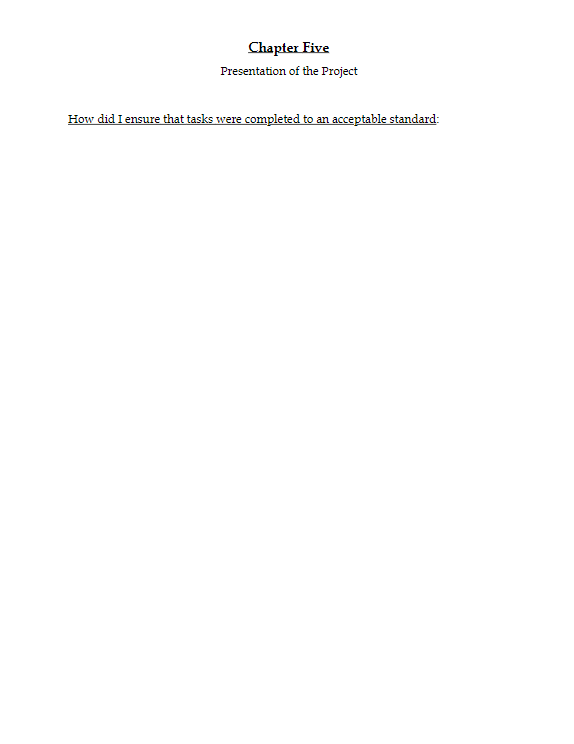 Chapter Five
Presentation of the Project
How did I ensure that tasks were completed to an acceptable standard: